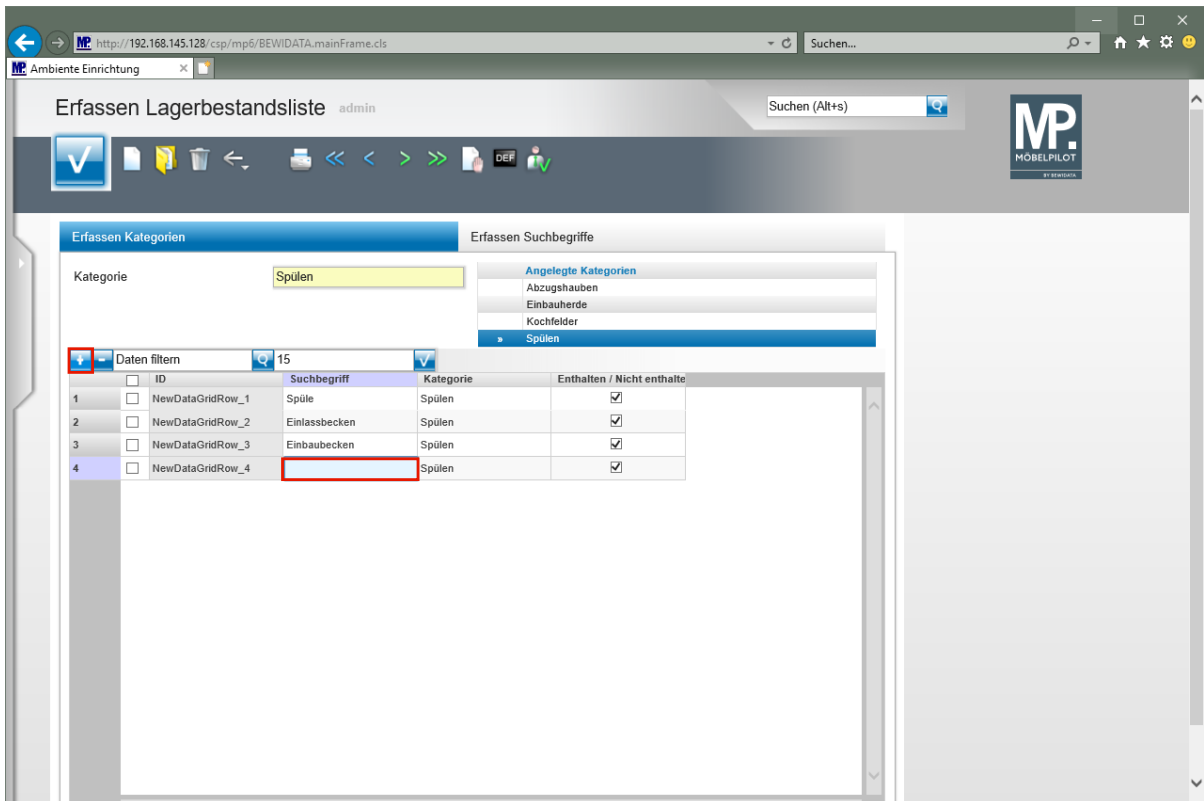 http://192.168.145.128/csp/mp6/BEWIDATA.mainFrame.cls
Suchen...
MP. Ambiente Einrichtung
Erfassen Lagerbestandsliste admin
Suchen (Alt+s)
MP.
MÖBELPILOT
BY BEWIDATA
DEF
Erfassen Kategorien
Erfassen Suchbegriffe
Kategorie
Spülen
Angelegte Kategorien
Abzugshauben
Einbauherde
Kochfelder
» Spülen
Daten filtern
15
ID Suchbegriff Kategorie Enthalten / Nicht enthalte
1 NewDataGridRow_1 Spüle Spülen
2 NewDataGridRow_2 Einlassbecken Spülen
3 NewDataGridRow_3 Einbaubecken Spülen
4 NewDataGridRow_4 Spülen